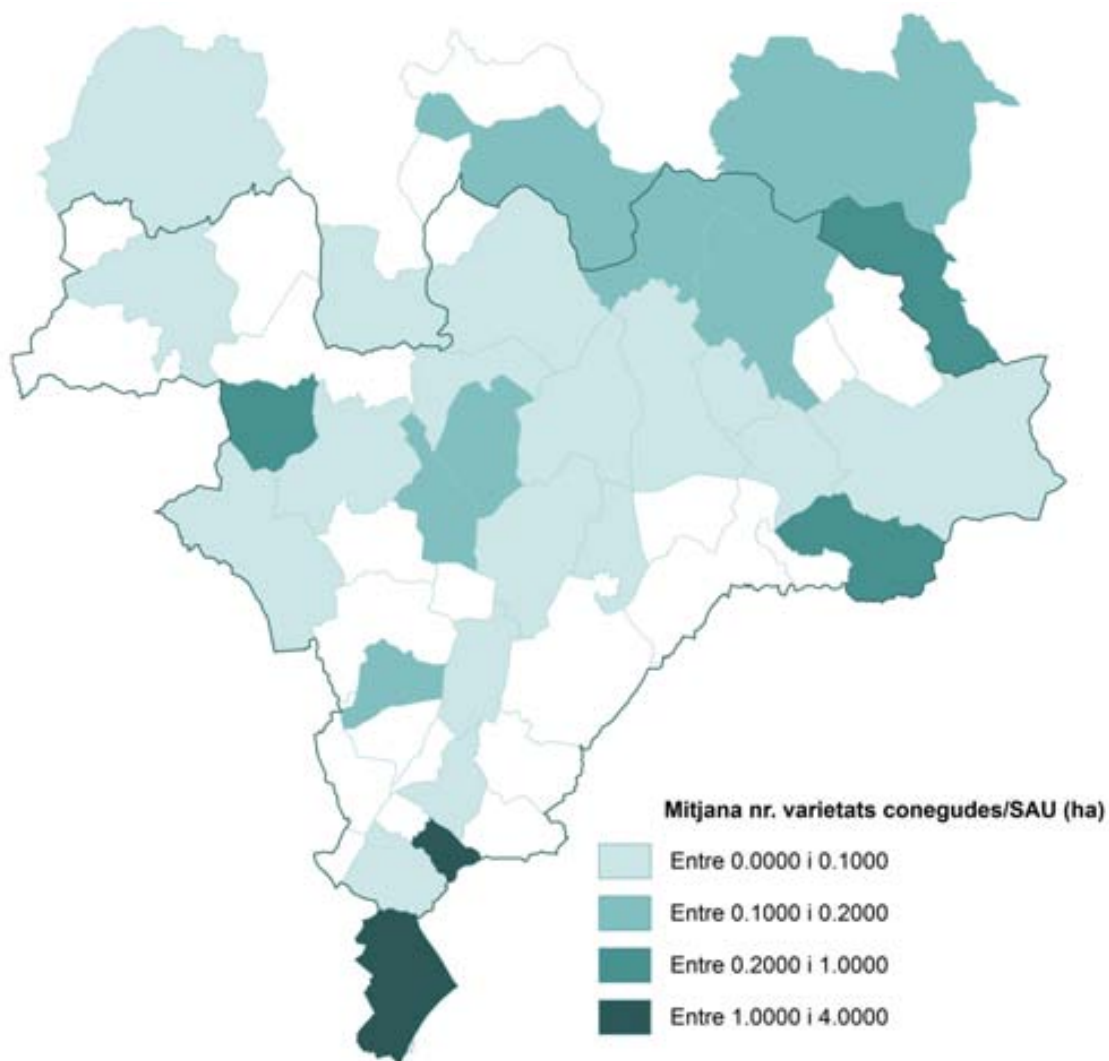 Mitjana nr. varietats conegudes/SAU (ha)
Entre 0.0000 i 0.1000
Entre 0.1000 i 0.2000
Entre 0.2000 i 1.0000
Entre 1.0000 i 4.0000